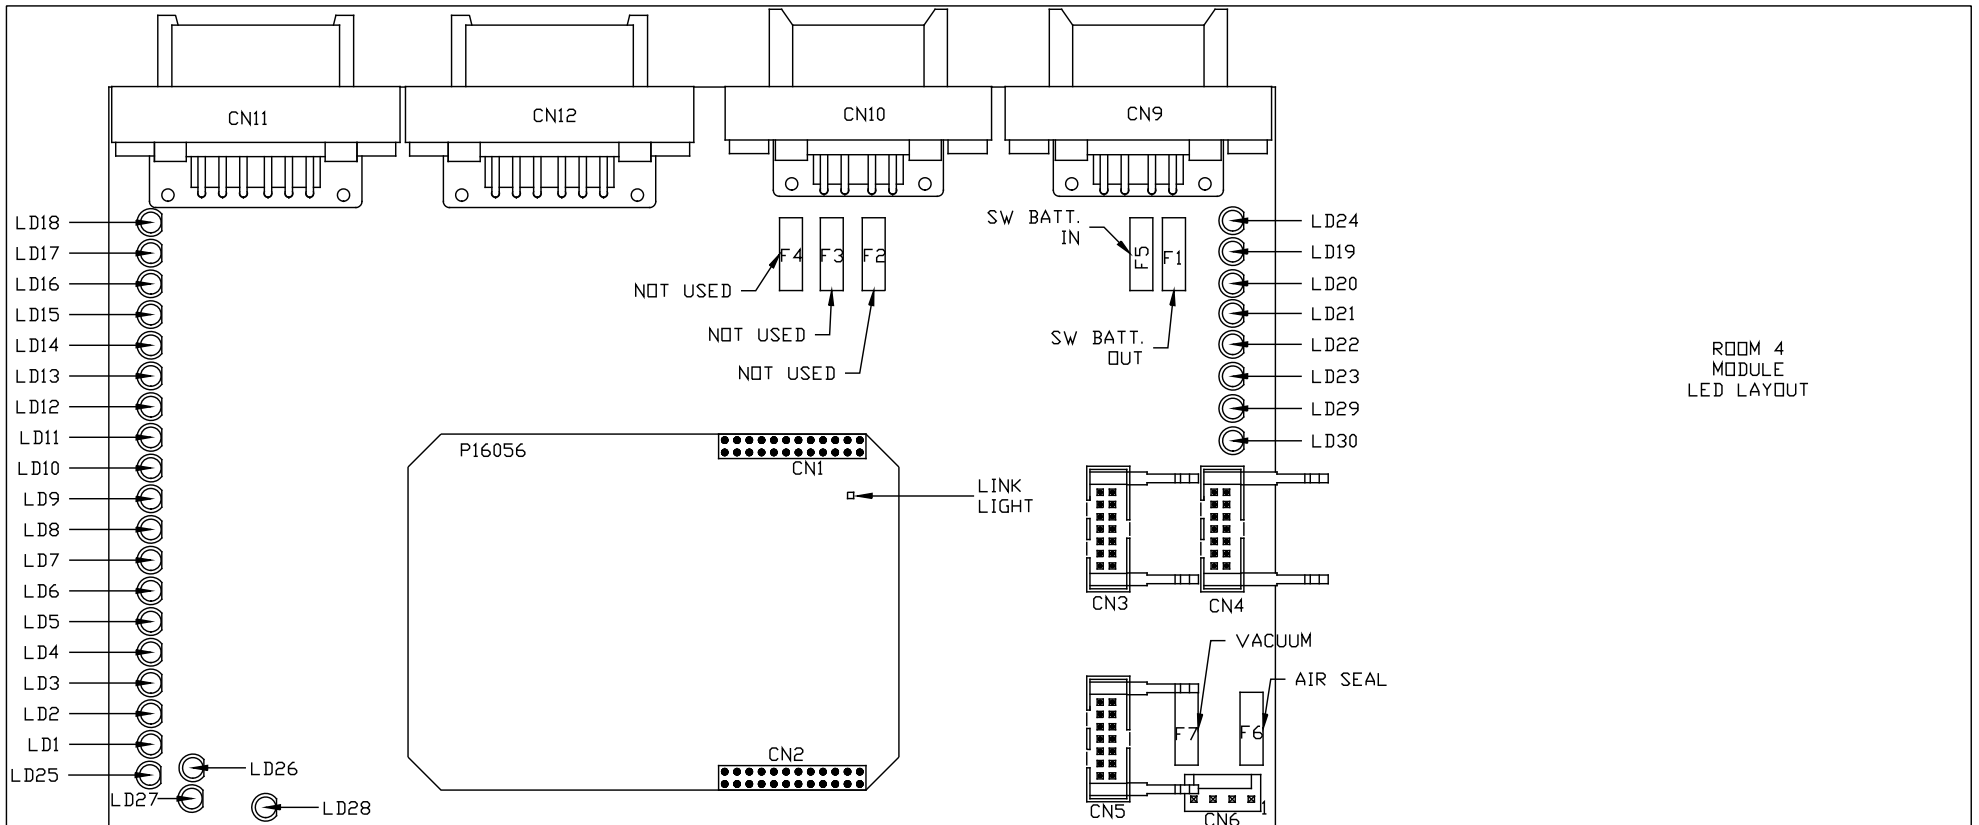 CN11
CN12
CN10
CN9
LD18
LD17
LD16
LD15
LD14
LD13
LD12
LD11
LD10
LD9
LD8
LD7
LD6
LD5
LD4
LD3
LD2
LD1
LD25
LD26
LD27
LD28
F4
F3
F2
NOT USED
NOT USED
NOT USED
SW BATT.
IN
F5
F1
SW BATT.
OUT
LD24
LD19
LD20
LD21
LD22
LD23
LD29
LD30
ROOM 4
MODULE
LED LAYOUT
P16056
CN1
LINK
LIGHT
CN2
CN3
CN4
VACUUM
AIR SEAL
F7
F6
CN5
CN6
1